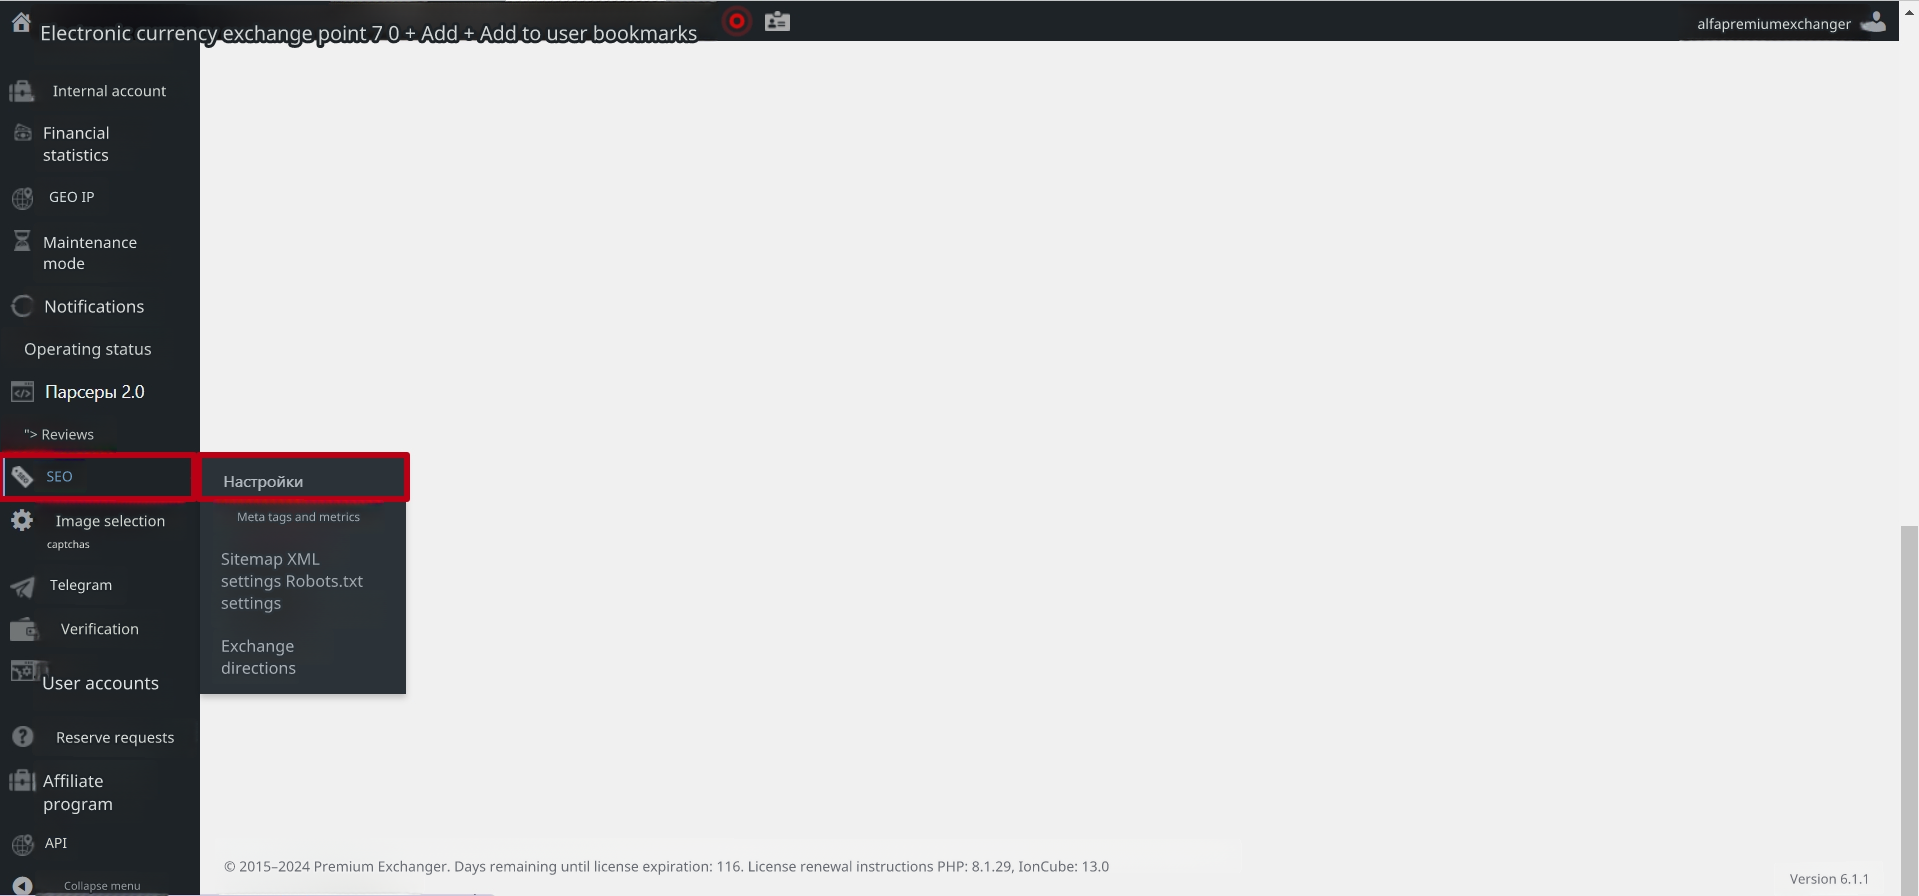 Electronic currency exchange point 7 0 + Add + Add to user bookmarks
alfapremiumexchanger
Internal account
Financial
statistics
GEO IP
Maintenance
mode
Notifications
Operating status
Парсеры 2.0
"> Reviews
SEO
Настройки
Meta tags and metrics
Sitemap XML
settings Robots.txt
settings
Exchange
directions
Image selection
captchas
Telegram
Verification
User accounts
Reserve requests
Affiliate
program
API
Collapse menu
© 2015–2024 Premium Exchanger. Days remaining until license expiration: 116. License renewal instructions PHP: 8.1.29, IonCube: 13.0
Version 6.1.1